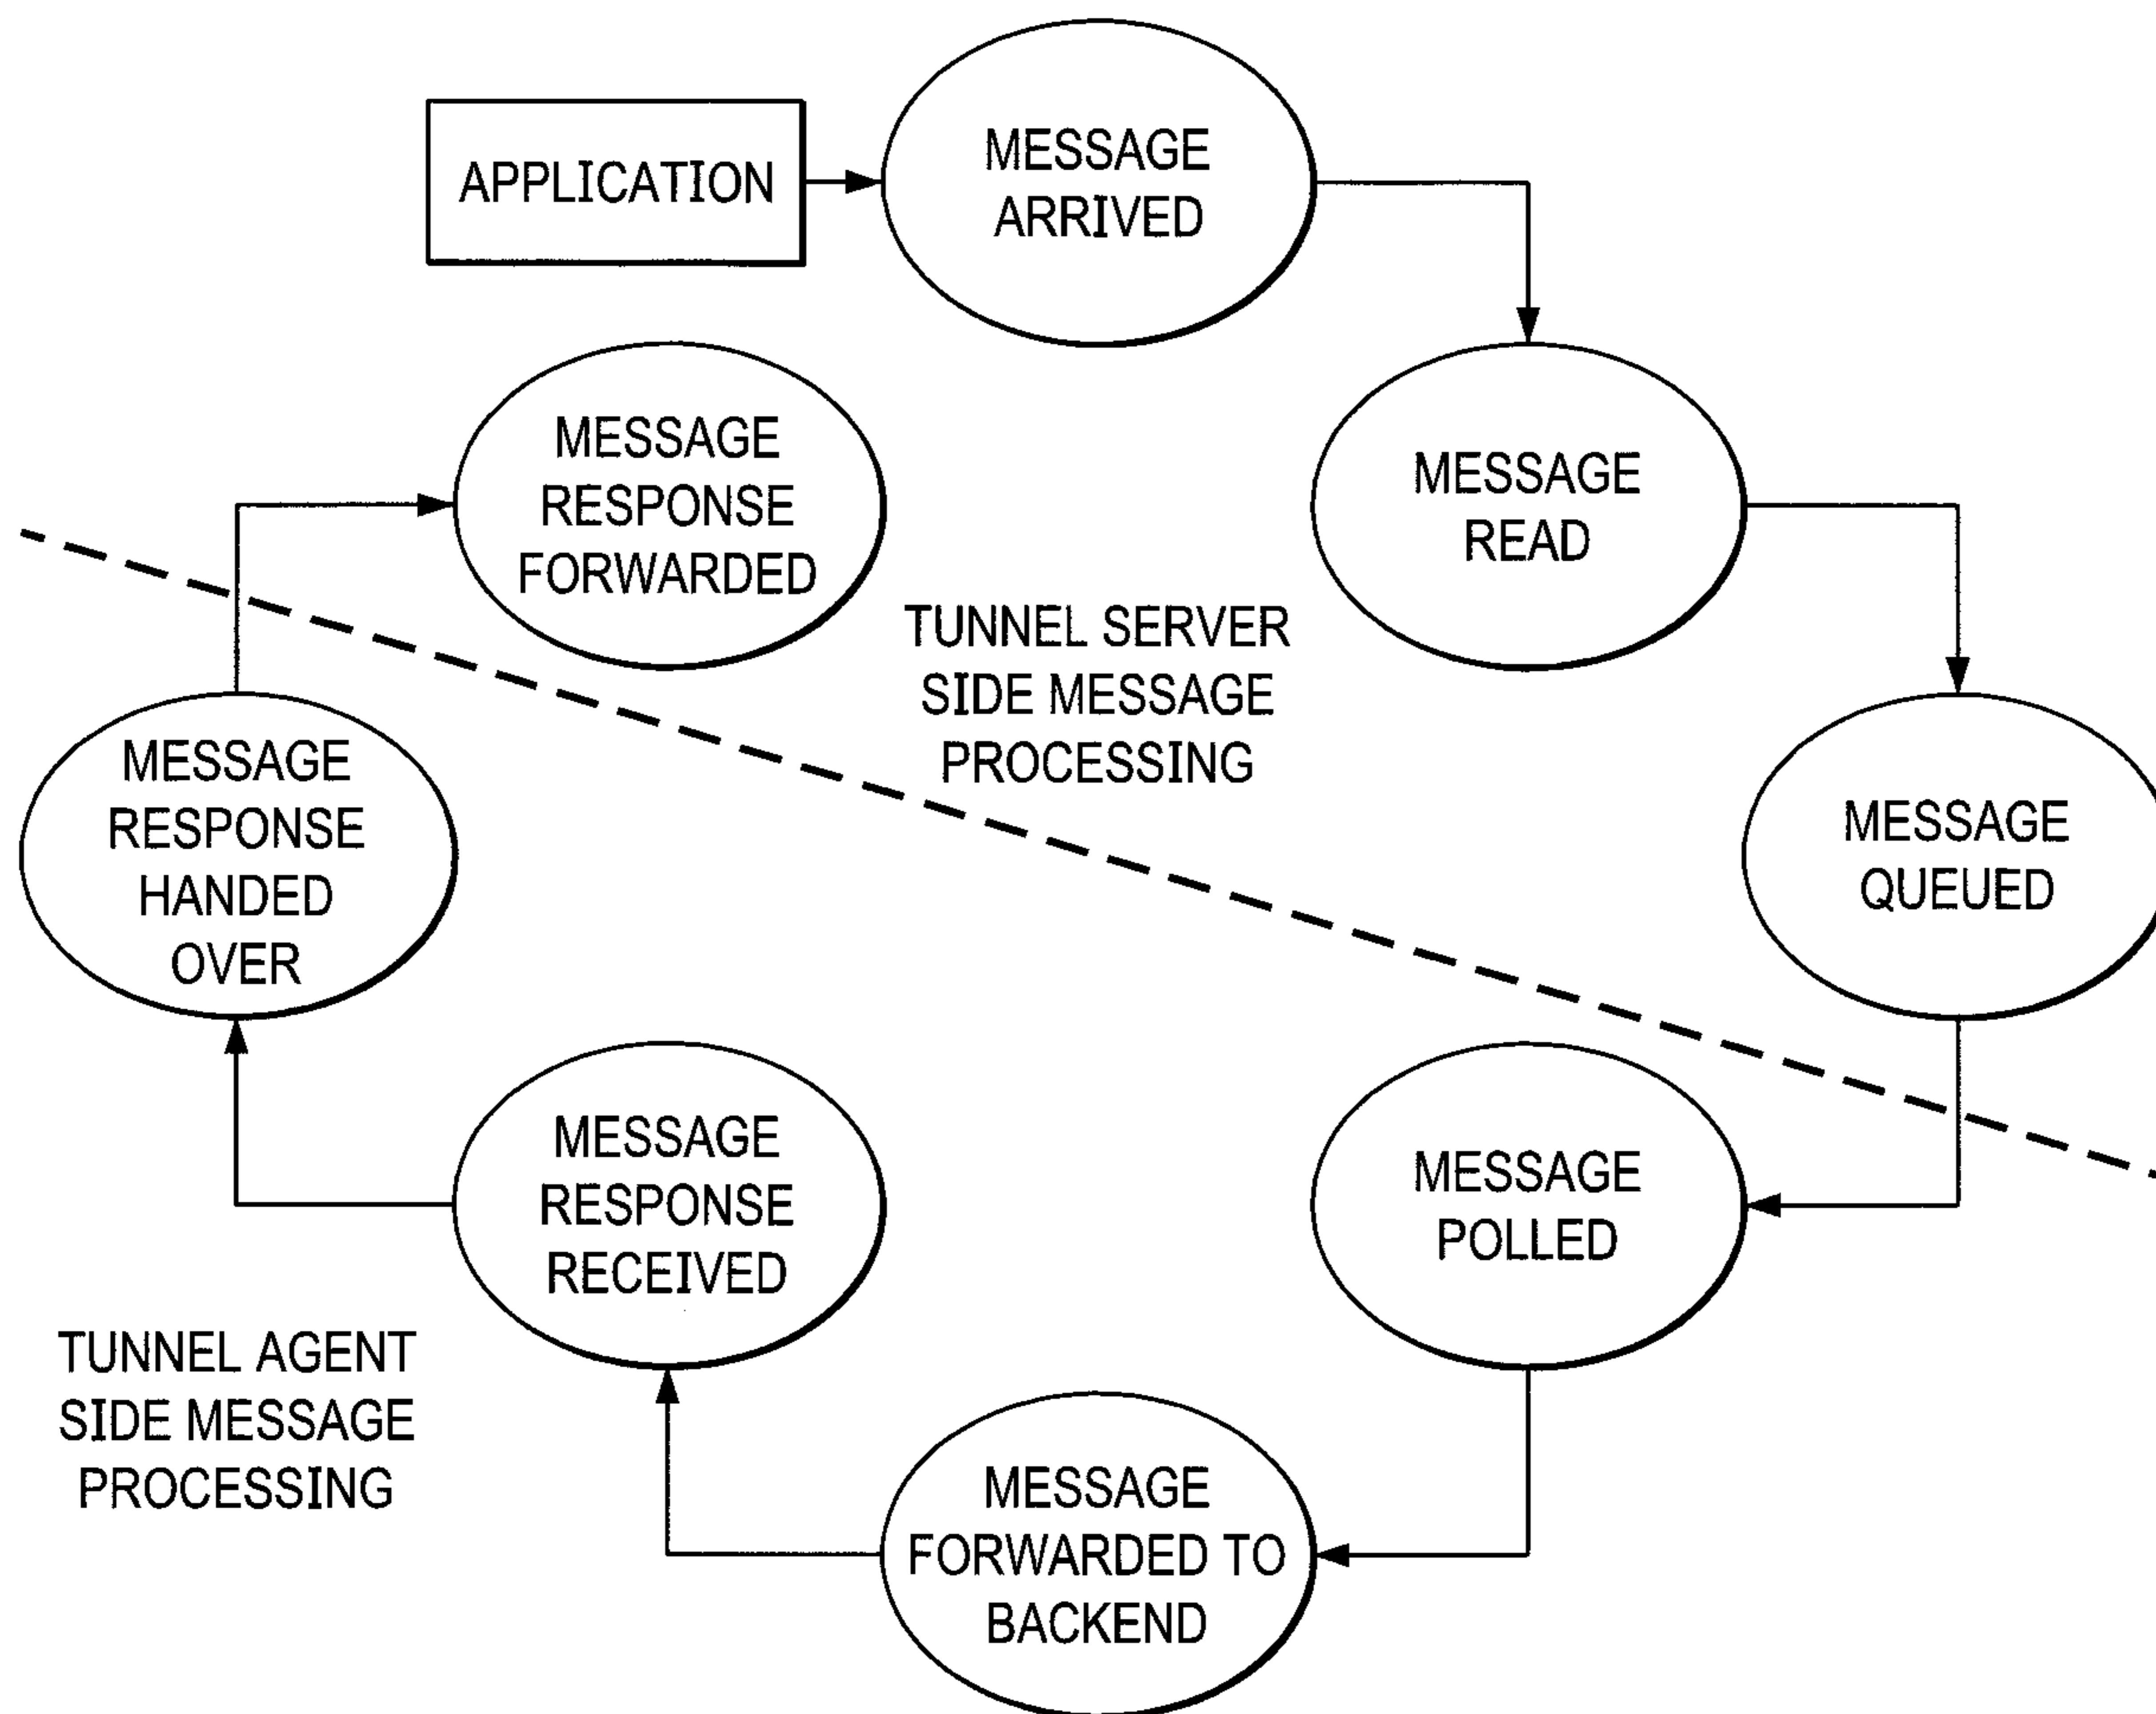 APPLICATION
MESSAGE
ARRIVED
MESSAGE
READ
MESSAGE
QUEUED
MESSAGE
POLLED
MESSAGE
FORWARDED TO
BACKEND
MESSAGE
RESPONSE
RECEIVED
MESSAGE
RESPONSE
HANDED
OVER
MESSAGE
RESPONSE
FORWARDED
TUNNEL SERVER
SIDE MESSAGE
PROCESSING
TUNNEL AGENT
SIDE MESSAGE
PROCESSING